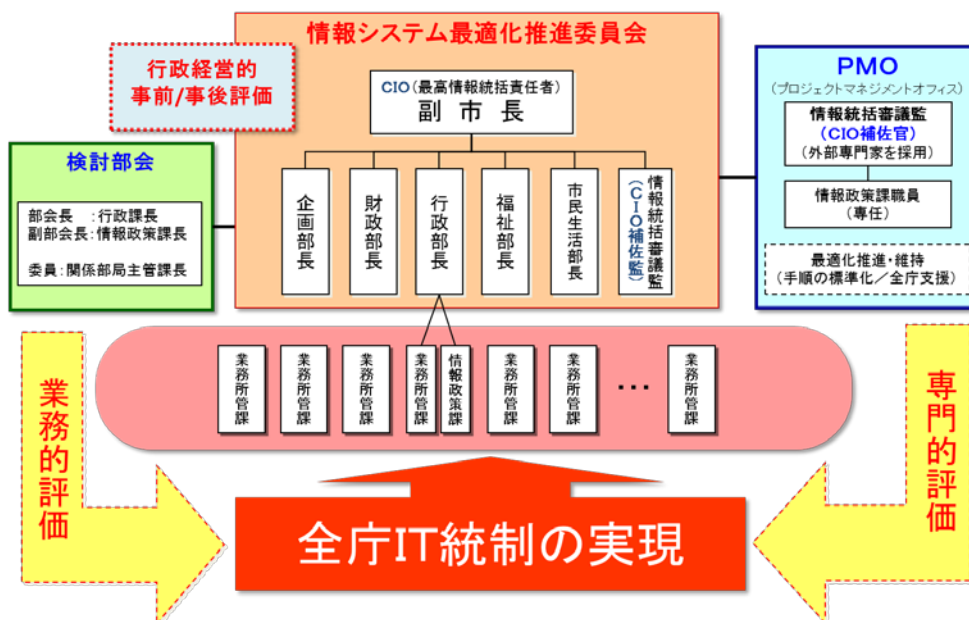 情報システム最適化推進委員会
行政経営的
事前/事後評価
CIO(最高情報統括責任者)
副市長
企画部長
財政部長
行政部長
福祉部長
市民生活部長
情報統括審議監
(CIO補佐監)
検討部会
部会長 :行政課長
副部会長:情報政策課長
委員:関係部局主管課長
PMO
(プロジェクトマネジメントオフィス)
情報統括審議監
(CIO補佐官)
(外部専門家を採用)
情報政策課職員
(専任)
最適化推進・維持
(手順の標準化/全庁支援)
業務所管課
業務所管課
業務所管課
業務所管課
情報政策課
業務所管課
業務所管課
…
業務所管課
業務的評価
専門的評価
全庁IT統制の実現